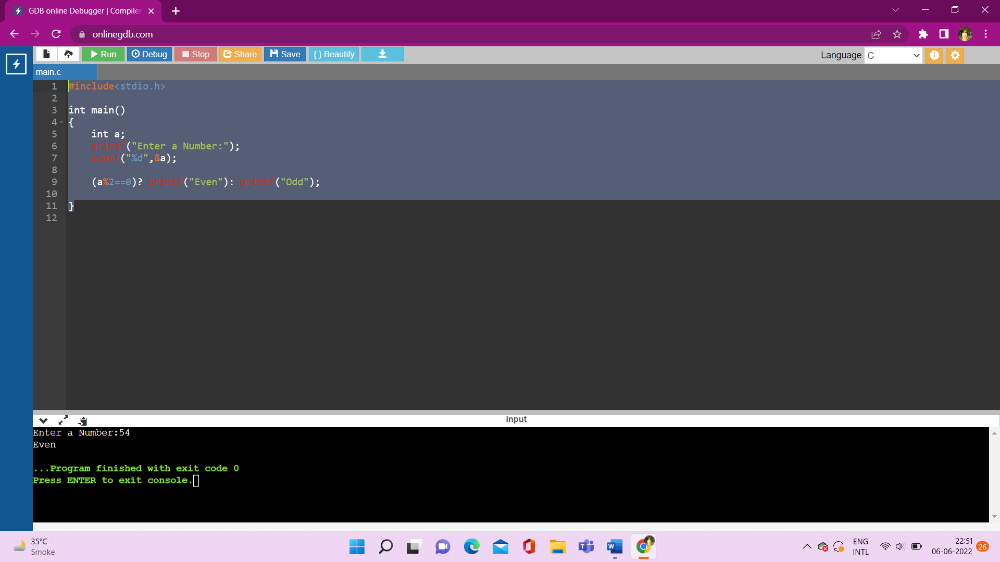 GDB online Debugger | Compiler
onlinegdb.com
Run Debug Stop Share Save { } Beautify
Language C
main.c
1 #include<stdio.h>
2
3 int main()
4 {
5     int a;
6     printf("Enter a Number:");
7     scanf("%d",&a);
8
9     (a%2==0)? printf("Even"): printf("Odd");
10
11 }
12
input
Enter a Number:54
Even
...Program finished with exit code 0
Press ENTER to exit console.
35°C
Smoke
ENG
INTL
22:51
06-06-2022
26